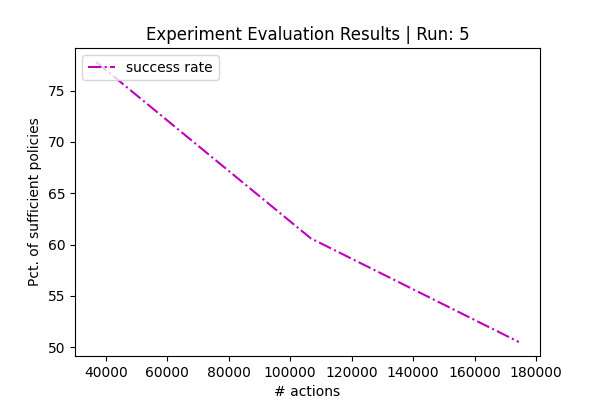 Experiment Evaluation Results | Run: 5
success rate
Pct. of sufficient policies
75
70
65
60
55
50
40000 60000 80000 100000 120000 140000 160000 180000
# actions